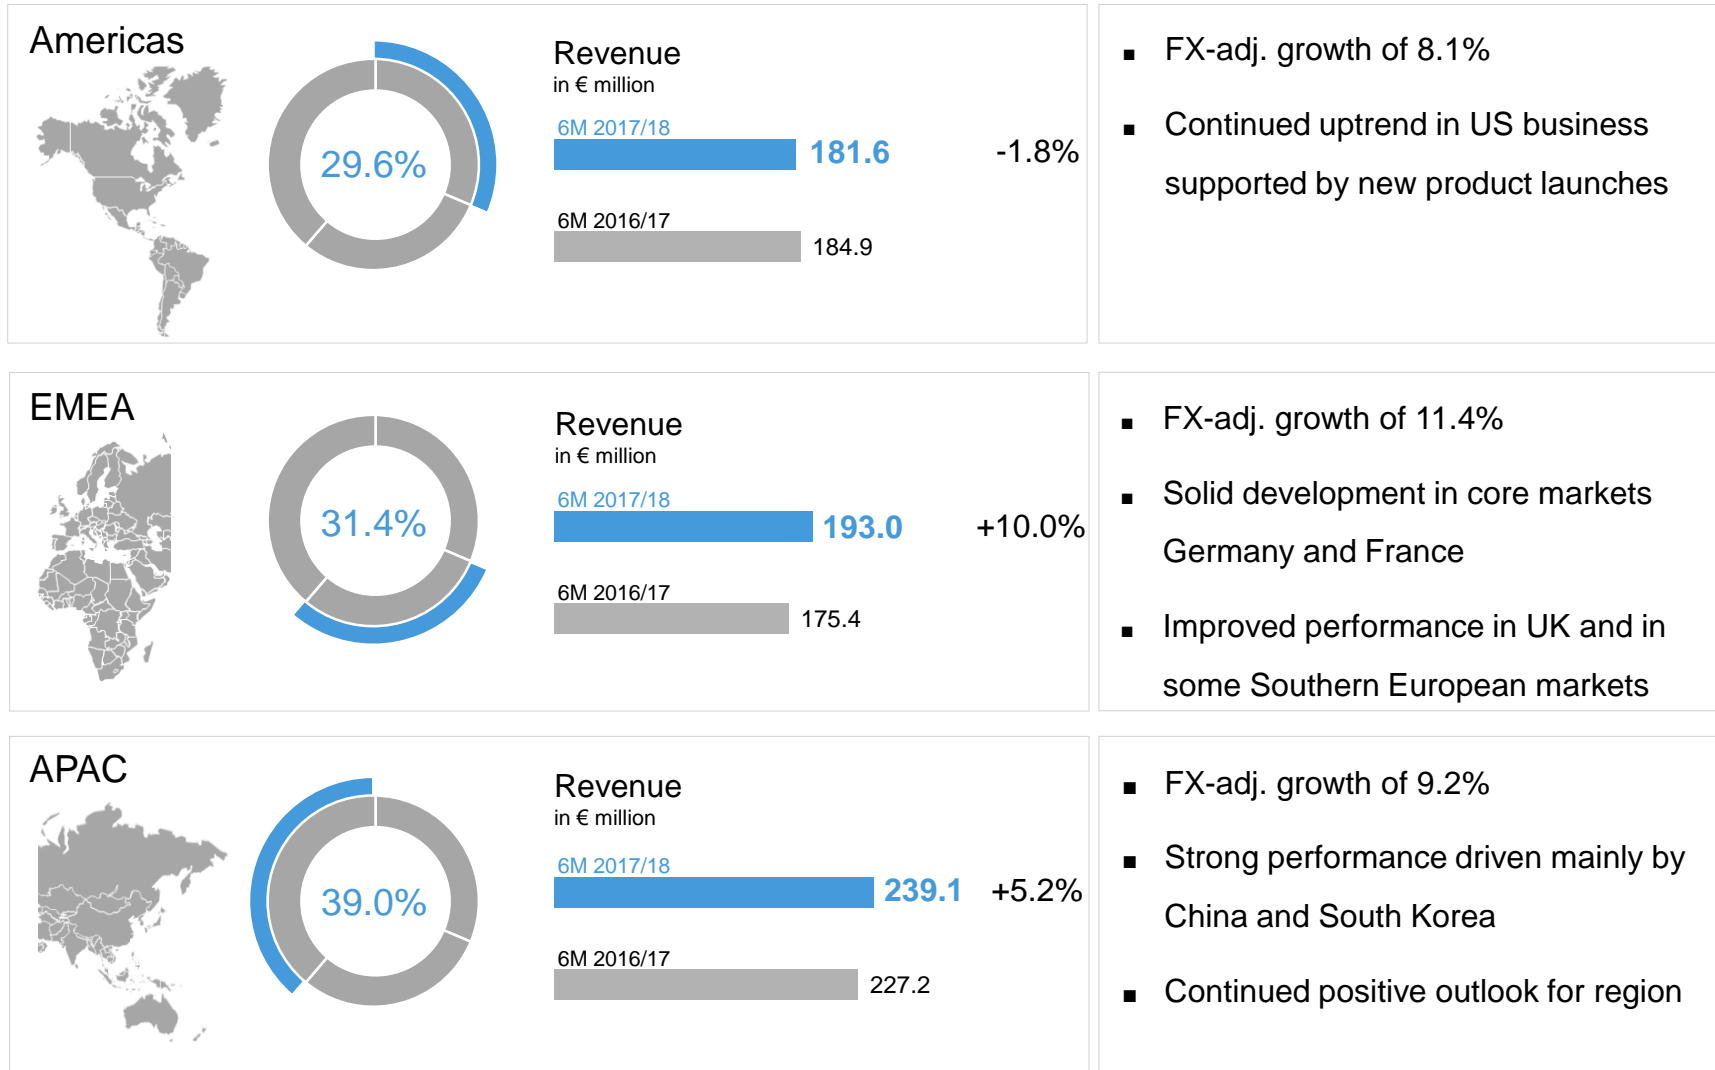 Americas
29.6%
Revenue
in € million
6M 2017/18
181.6
-1.8%
6M 2016/17
184.9
■ FX-adj. growth of 8.1%
■ Continued uptrend in US business
supported by new product launches
EMEA
31.4%
Revenue
in € million
6M 2017/18
193.0
+10.0%
6M 2016/17
175.4
■ FX-adj. growth of 11.4%
■ Solid development in core markets
Germany and France
■ Improved performance in UK and in
some Southern European markets
APAC
39.0%
Revenue
in € million
6M 2017/18
239.1
+5.2%
6M 2016/17
227.2
■ FX-adj. growth of 9.2%
■ Strong performance driven mainly by
China and South Korea
■ Continued positive outlook for region